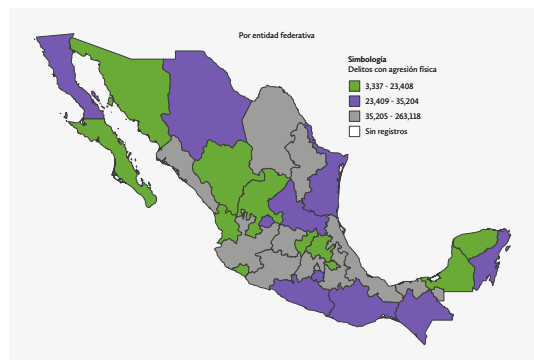 Por entidad federativa
Simbología
Delitos con agresión física
3,337 - 23,408
23,409 - 35,204
35,205 - 263,118
Sin registros